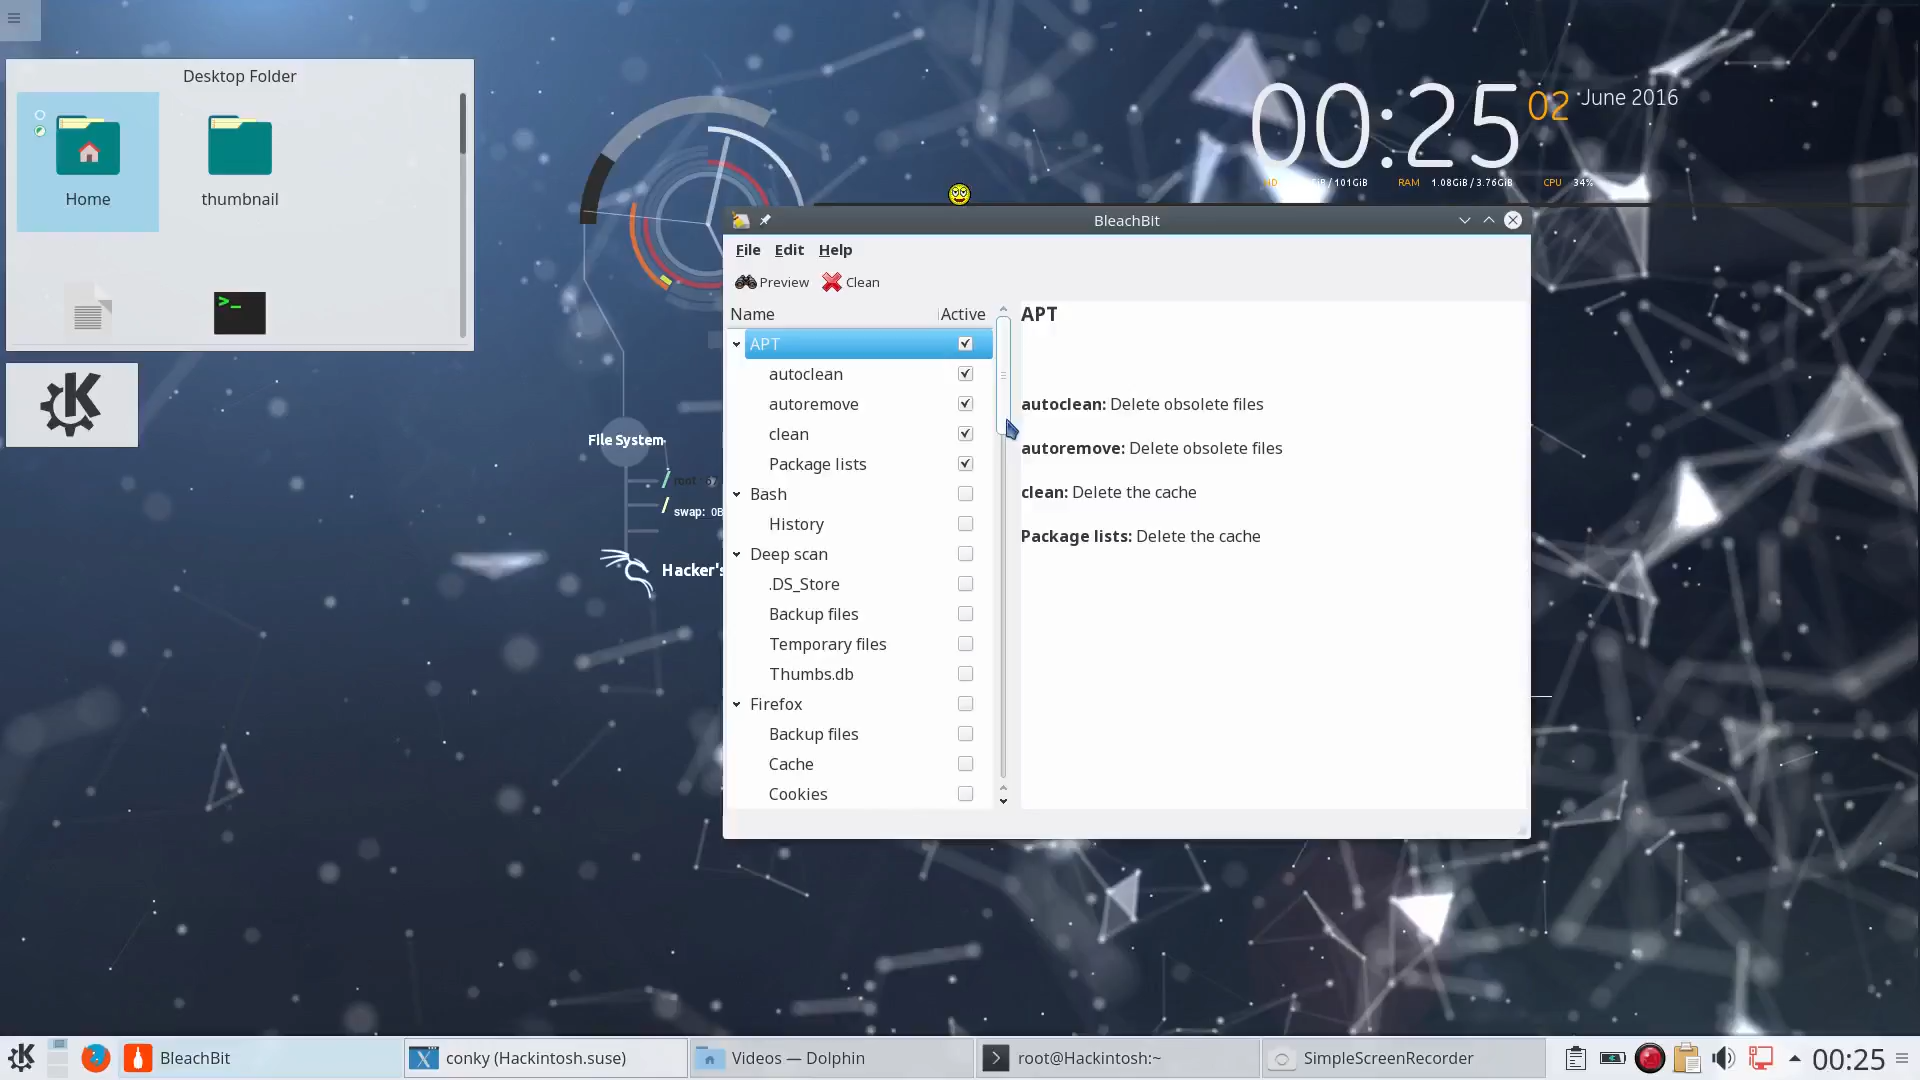 Desktop Folder
Home
thumbnail
>_
00:25 02 June 2016
/ 101GiB RAM 1.08GiB / 3.76GiB CPU 34%
File System
root
swap: 0B
Hacker's
BleachBit
File Edit Help
Preview Clean
Name Active
APT
autoclean
autoremove
clean
Package lists
Bash
History
Deep scan
.DS_Store
Backup files
Temporary files
Thumbs.db
Firefox
Backup files
Cache
Cookies
APT
autoclean: Delete obsolete files
autoremove: Delete obsolete files
clean: Delete the cache
Package lists: Delete the cache
BleachBit
conky (Hackintosh.suse)
Videos — Dolphin
root@Hackintosh:~
SimpleScreenRecorder
00:25